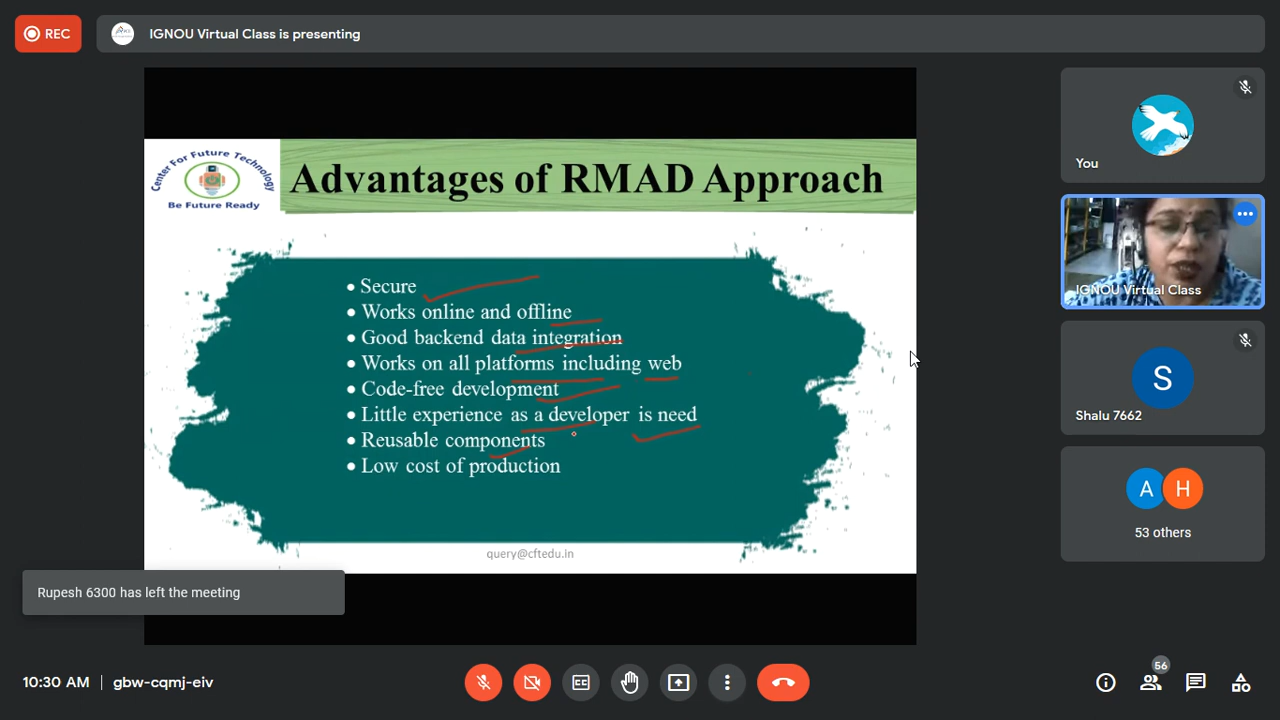 REC
IGNOU Virtual Class is presenting
Center For Future Technology
Be Future Ready
Advantages of RMAD Approach
• Secure
• Works online and offline
• Good backend data integration
• Works on all platforms including web
• Code-free development
• Little experience as a developer is need
• Reusable components
• Low cost of production
query@cftedu.in
You
IGNOU Virtual Class
S
Shalu 7662
A H
53 others
Rupesh 6300 has left the meeting
10:30 AM | gbw-cqmj-eiv
CC
56